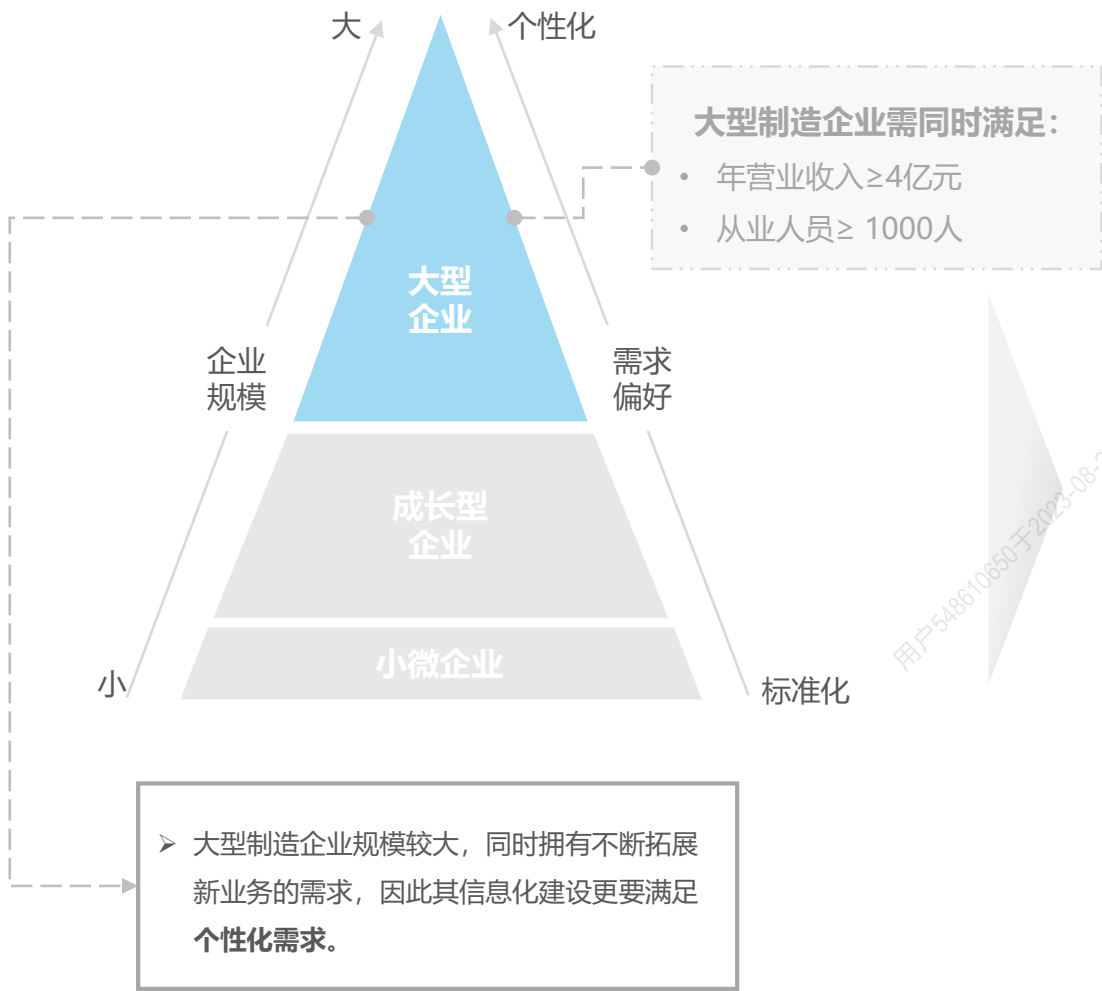 大
个性化
大型制造企业需同时满足：
• 年营业收入≥4亿元
• 从业人员≥ 1000人
大型
企业
企业
规模
需求
偏好
成长型
企业
小微企业
小
标准化
用户548610650于2023-08-2
➢ 大型制造企业规模较大，同时拥有不断拓展
新业务的需求，因此其信息化建设更要满足
个性化需求。